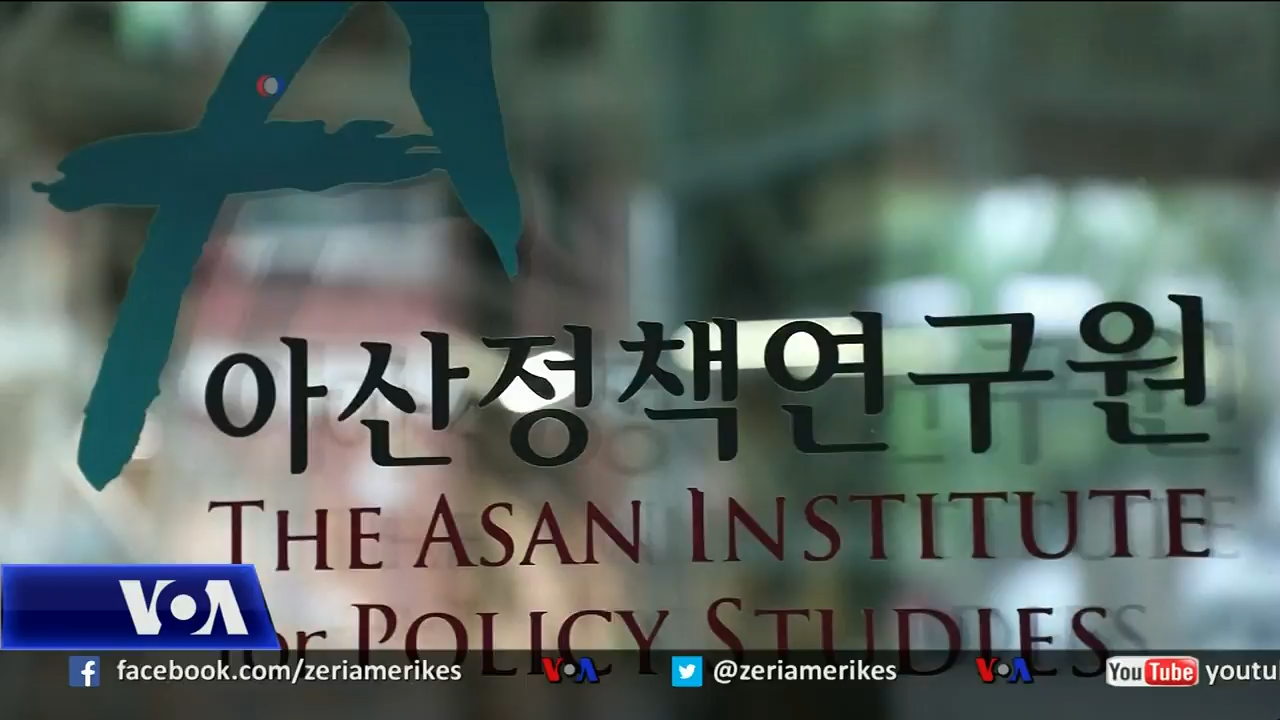 아산정책연구원
THE ASAN INSTITUTE
for POLICY STUDIES
VOA
facebook.com/zeriamerikes VOA @zeriamerikes VOA YouTube youtu